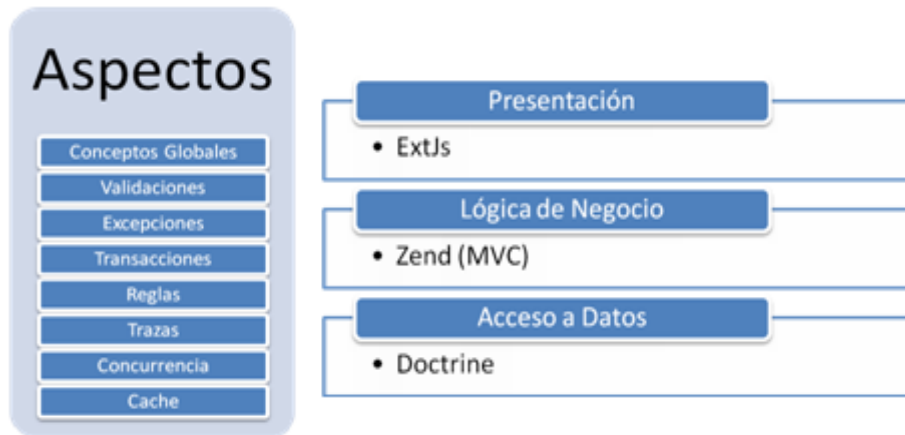 Aspectos
Conceptos Globales
Validaciones
Excepciones
Transacciones
Reglas
Trazas
Concurrencia
Cache
Presentación
• ExtJs
Lógica de Negocio
• Zend (MVC)
Acceso a Datos
• Doctrine